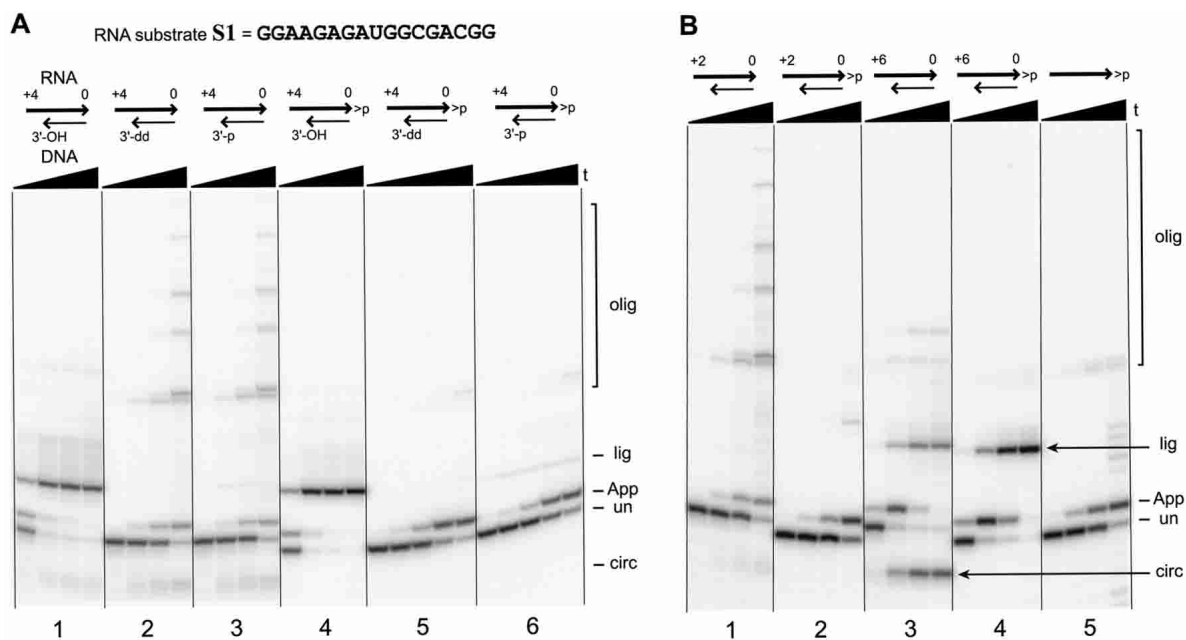 A
RNA substrate S1 = GGAAGAGAUGGCGACGG
RNA
+4 0
3'-OH
DNA
+4 0
3'-dd
+4 0
3'-p
+4 0
>p
3'-OH
+4 0
>p
3'-dd
+4 0
>p
3'-p
t
olig
lig
App
un
circ
1 2 3 4 5 6
B
+2 0
+2 0
>p
+6 0
+6 0
>p
>p
t
olig
lig
App
un
circ
1 2 3 4 5